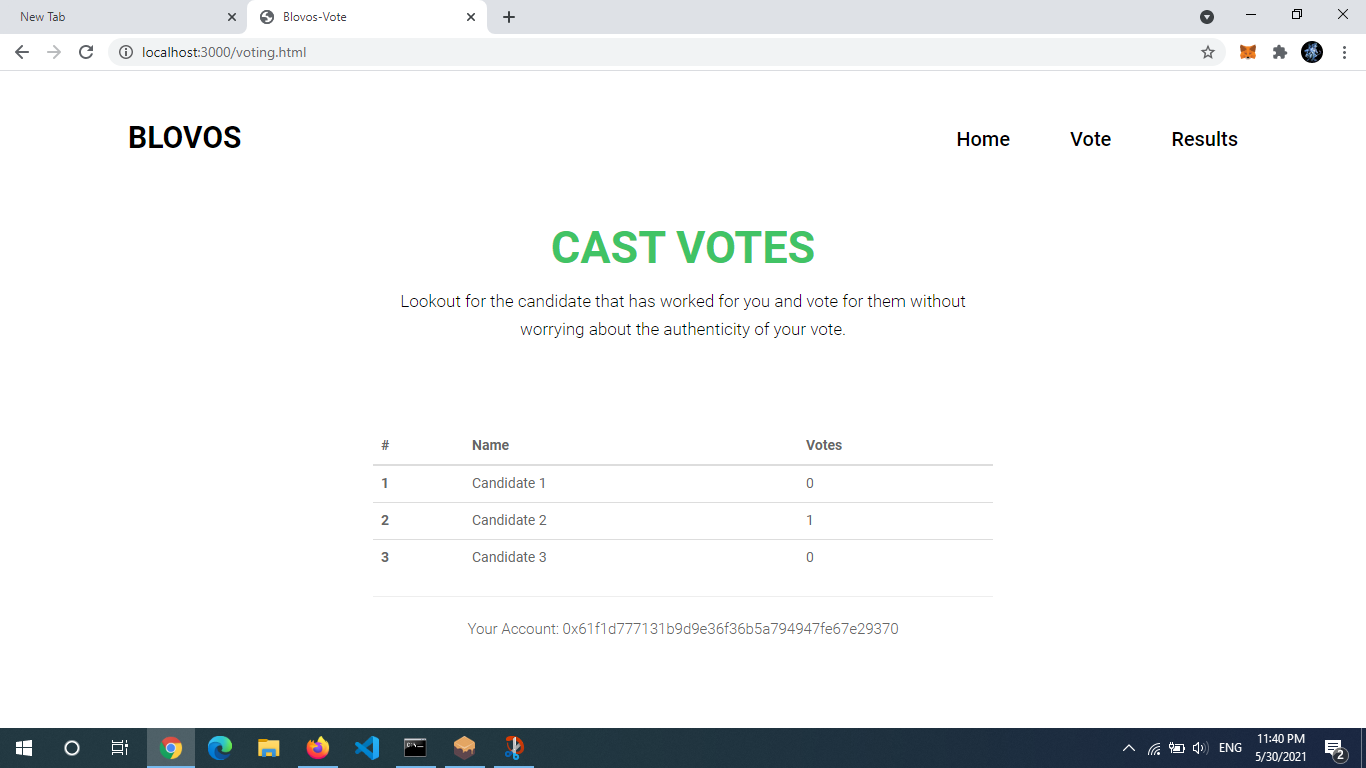 New Tab
Blovos-Vote
localhost:3000/voting.html
BLOVOS
Home Vote Results
CAST VOTES
Lookout for the candidate that has worked for you and vote for them without
worrying about the authenticity of your vote.
# Name Votes
1 Candidate 1 0
2 Candidate 2 1
3 Candidate 3 0
Your Account: 0x61f1d777131b9d9e36f36b5a794947fe67e29370
ENG
11:40 PM
5/30/2021
2